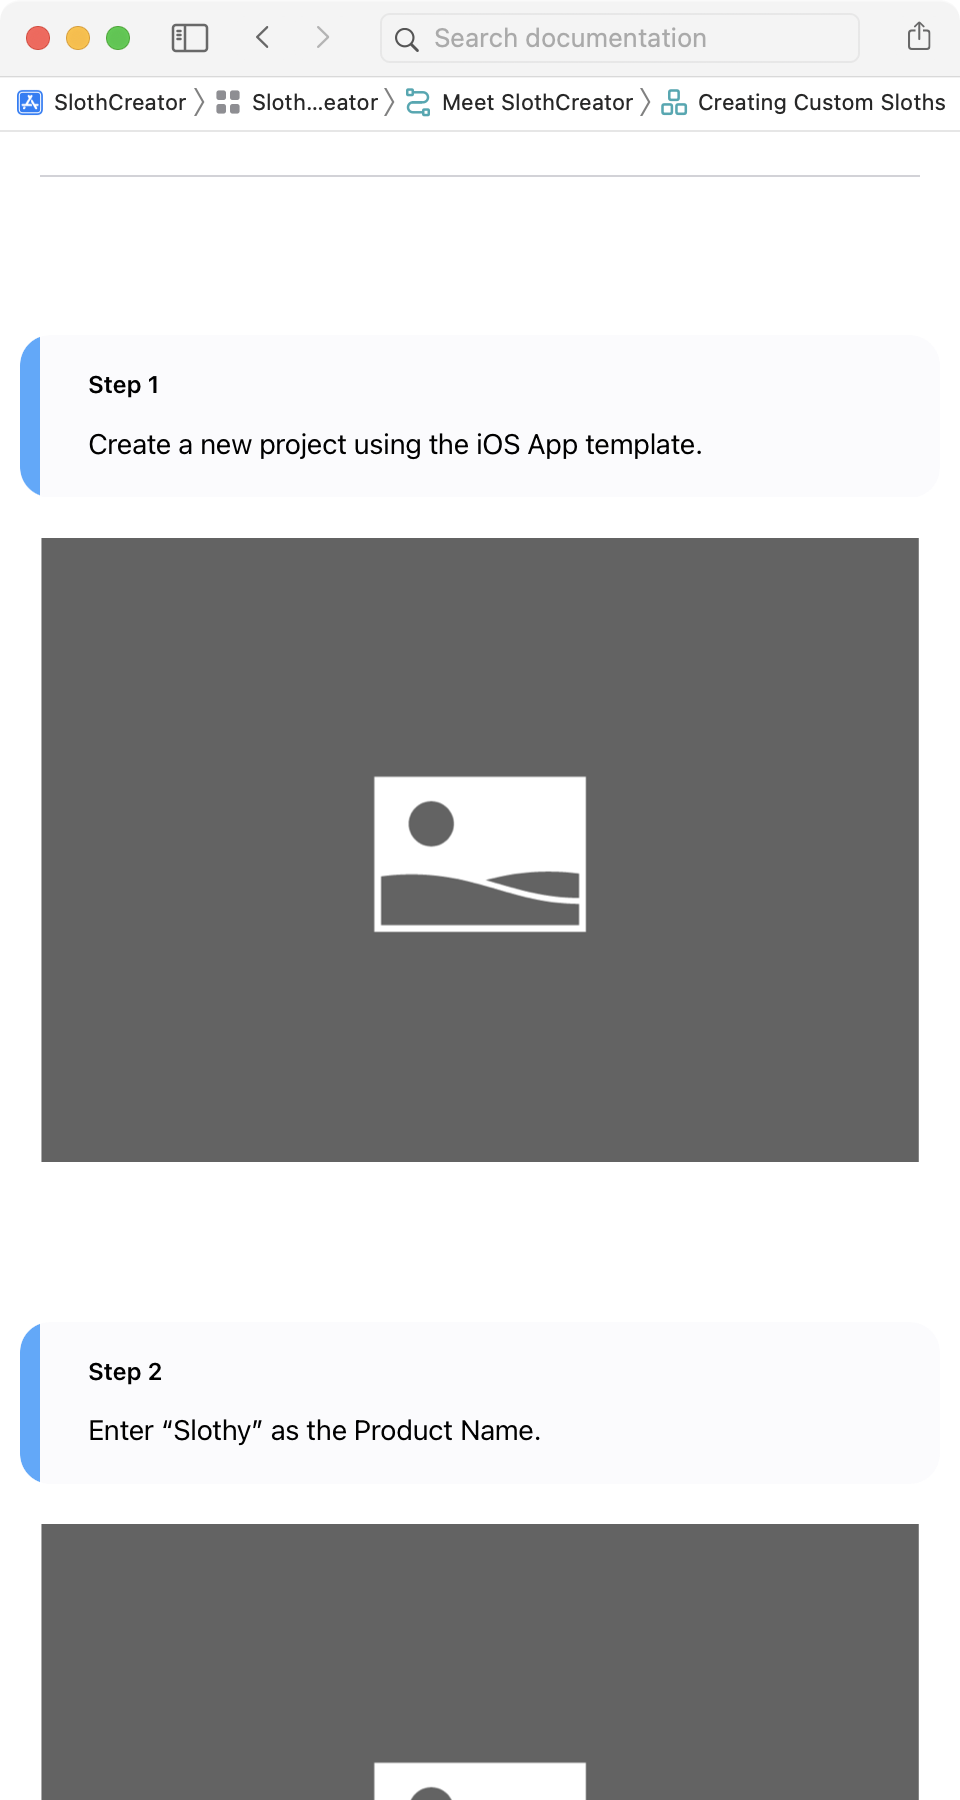 Search documentation
SlothCreator Sloth...eator Meet SlothCreator Creating Custom Sloths
Step 1
Create a new project using the iOS App template.
Step 2
Enter “Slothy” as the Product Name.